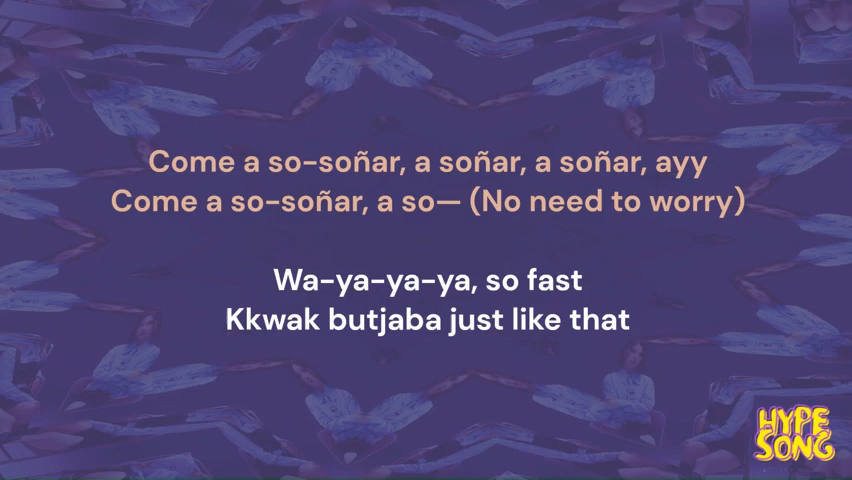 Come a so-soñar, a soñar, a soñar, ayy
Come a so-soñar, a so— (No need to worry)
Wa-ya-ya-ya, so fast
Kkwak butjaba just like that
HYPE
SONG